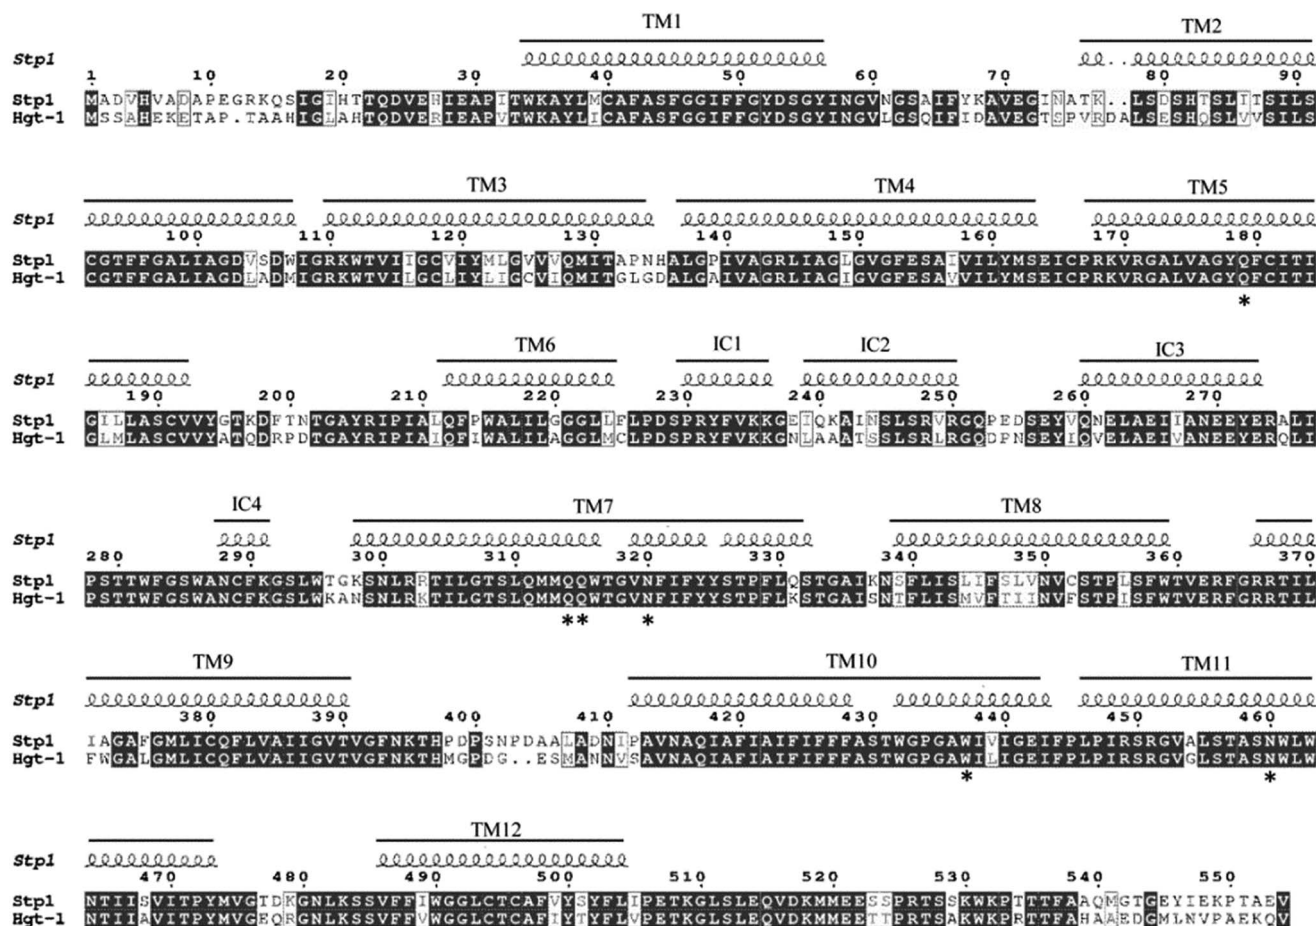 TM1 TM2
Stp1
1 10 20 30 40 50 60 70 80 90
Stp1 MADVHVADAPEGRKQSIGIHTTQDVEHIEAPITWKAYLMCAFASFGGIFFGYDSGYINGVNGSAIFYKAVEGINATK..LSDSHTSLITSILS
Hgt-1 MSSAHEKETAP.TAAHIGLAHTQDVERIEAPVTWKAYLICAFASFGGIFFGYDSGYINGVLGSQIFIDAVEGTSPVRDALSESHQSLVVSILS
TM3 TM4 TM5
Stp1
100 110 120 130 140 150 160 170 180
Stp1 CGTFFGALIAGDVSDWIGRKWTVIIGCVIYMLGVVVQMITAPNHALGPIVAGRLIAGLGVGFESAIVILYMSEICPRKVRGALVAGYQFCITI
Hgt-1 CGTFFGALIAGDLADMIGRKWTVILGCLIYLIGCVIQMITGLGDALGAIVAGRLIAGIGVGFESAVVILYMSEICPRKVRGALVAGYQFCITI
*
TM6 IC1 IC2 IC3
Stp1
190 200 210 220 230 240 250 260 270
Stp1 GILLASCVVYGTKDFTNTGAYRIPIALQFPWALILGGGLLFLPDSPRYFVKKGEIQKAINSLSRVRGQPEDSEYVQNELAEIIANEEYERALI
Hgt-1 GLMLASCVVYATQDRPDTGAYRIPIAIQFIWALILAGGLMCLPDSPRYFVKKGNLAAATSSLSRLRGQDPNSEYIQVELAEIVANEEYERQLI
IC4 TM7 TM8
Stp1
280 290 300 310 320 330 340 350 360 370
Stp1 PSTTWFGSWANCFKGSLWTGKSNLRRTILGTSLQMMQQWTGVNFIFYYSTPFLQSTGAIKNSFLISLIFSLVNVCSTPLSFWTVERFGRRTIL
Hgt-1 PSTTWFGSWANCFKGSLWKANSNLRKTILGTSLQMMQQWTGVNFIFYYSTPFLKSTGAISNTFLISMVFTIINVFSTPISFWTVERFGRRTIL
** *
TM9 TM10 TM11
Stp1
380 390 400 410 420 430 440 450 460
Stp1 IAGAFGMLICQFLVAIIGVTVGFNKTHPDPSNPDAALADNIPAVNAQIAFIAIFIFFFASTWGPGAWIVIGEIFPLPIRSRGVALSTASNWLW
Hgt-1 FWGALGMLICQFLVAIIGVTVGFNKTHMGPDG..ESMANNVSAVNAQIAFIAIFIFFFASTWGPGAWILIGEIFPLPIRSRGVGLSTASNWLW
* *
TM12
Stp1
470 480 490 500 510 520 530 540 550
Stp1 NTIISVITPYMVGTDKGNLKSSVFFIWGGLCTCAFVYSYFLIPETKGLSLEQVDKMMEESSPRTSSKWKPTTTFAAQMGTGEYIEKPTAEV
Hgt-1 NTIIAVITPYMVGEQRGNLKSSVFFVWGGLCTCAFIYTYFLVPETKGLSLEQVDKMMEETTPRTSAKWKPRTTFAHAAEDGMLNVPAEKQV